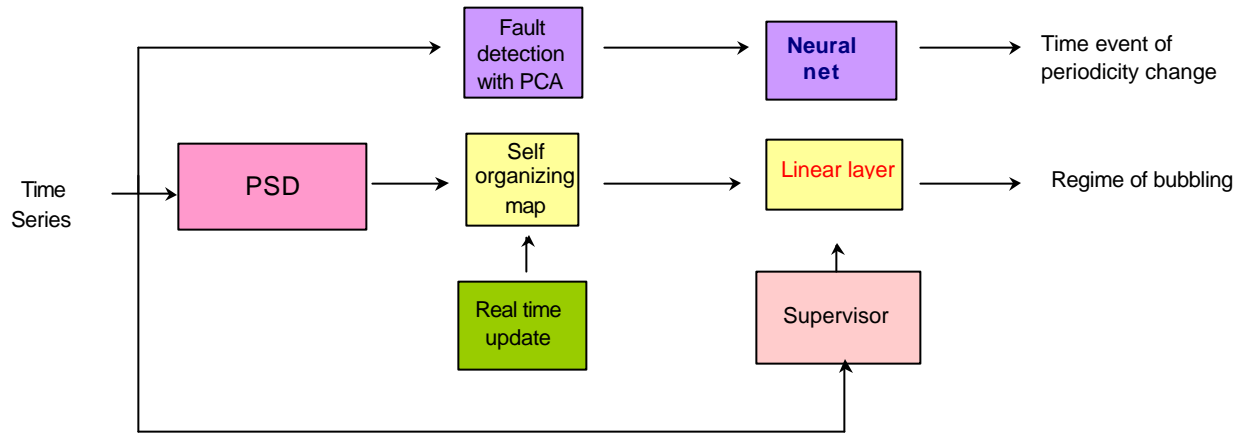 Fault
detection
with PCA
Neural
net
Time event of
periodicity change
Time
Series
PSD
Self
organizing
map
Linear layer
Regime of bubbling
Real time
update
Supervisor